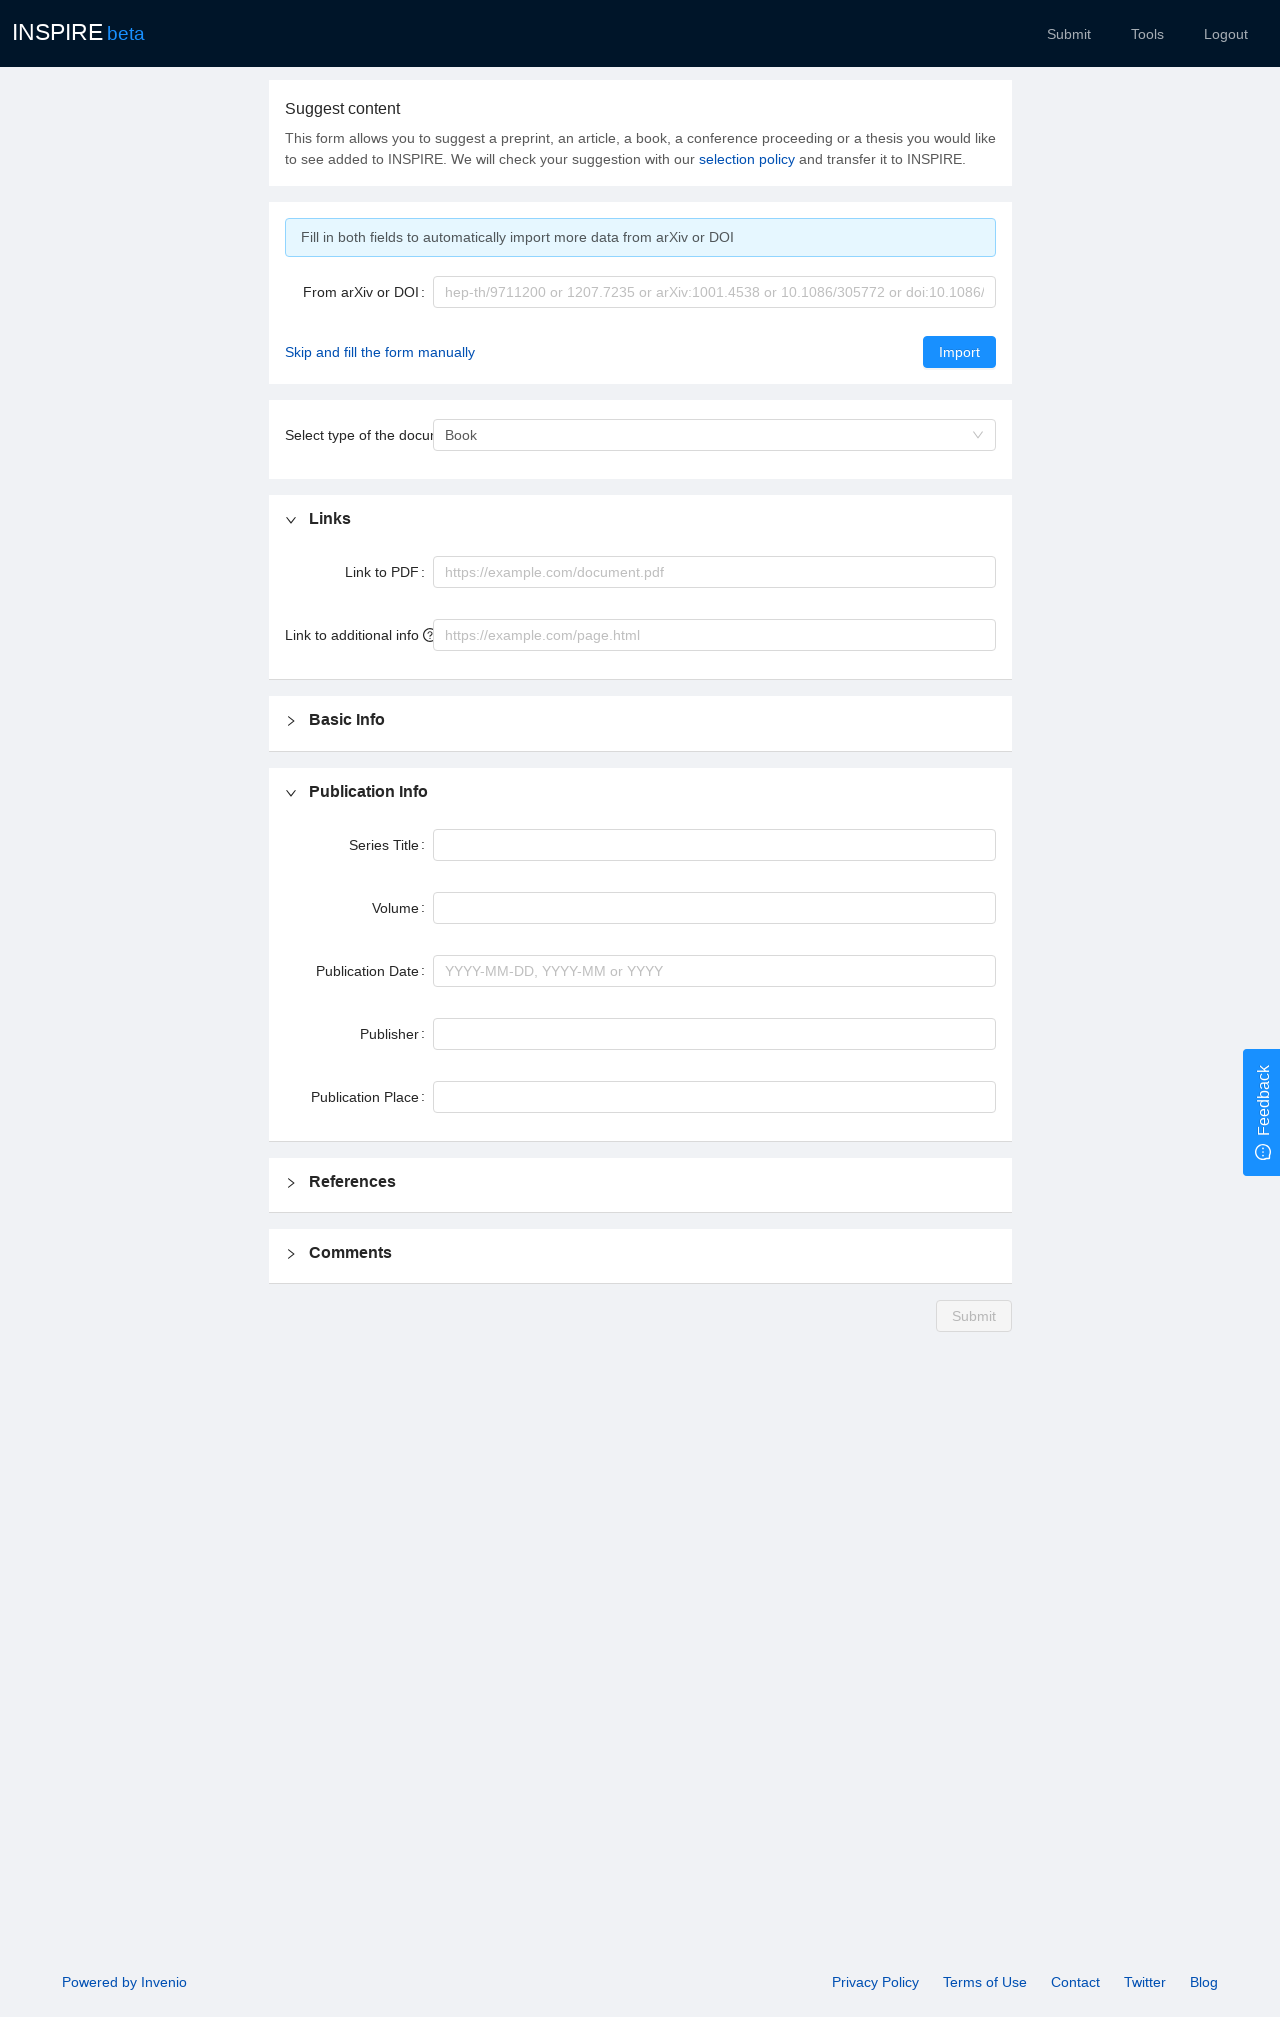 INSPIRE beta
Submit
Tools
Logout
Suggest content
This form allows you to suggest a preprint, an article, a book, a conference proceeding or a thesis you would like
to see added to INSPIRE. We will check your suggestion with our selection policy and transfer it to INSPIRE.
Fill in both fields to automatically import more data from arXiv or DOI
From arXiv or DOI :
hep-th/9711200 or 1207.7235 or arXiv:1001.4538 or 10.1086/305772 or doi:10.1086/
Skip and fill the form manually
Import
Select type of the docu
Book
Links
Link to PDF :
https://example.com/document.pdf
Link to additional info
https://example.com/page.html
Basic Info
Publication Info
Series Title :
Volume :
Publication Date :
YYYY-MM-DD, YYYY-MM or YYYY
Publisher :
Publication Place :
Feedback
References
Comments
Submit
Powered by Invenio
Privacy Policy
Terms of Use
Contact
Twitter
Blog